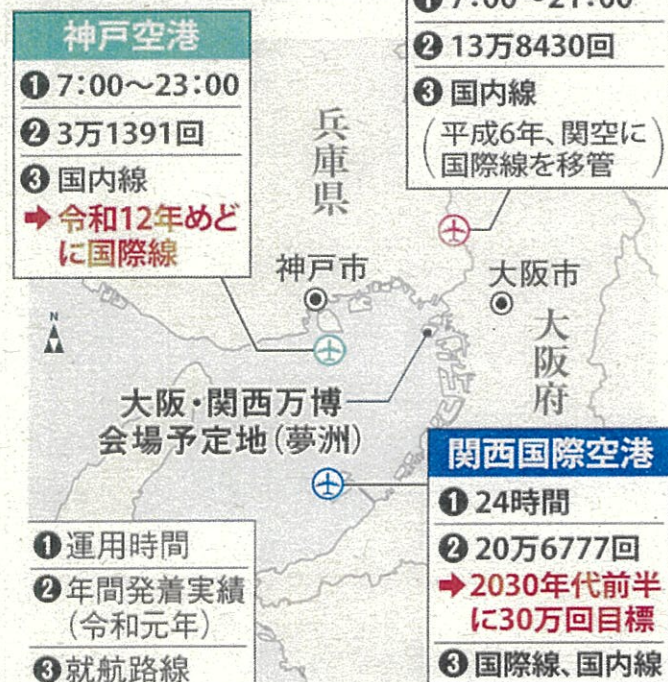 神戸空港
❶7:00〜23:00
❷3万1391回
❸国内線
➡令和12年めど
に国際線
❶7:00〜21:00
❷13万8430回
❸国内線
(平成6年、関空に
国際線を移管)
兵庫県
神戸市
大阪市
大阪府
N
大阪・関西万博
会場予定地(夢洲)
関西国際空港
❶24時間
❷20万6777回
➡2030年代前半
に30万回目標
❸国際線、国内線
❶運用時間
❷年間発着実績
(令和元年)
❸就航路線